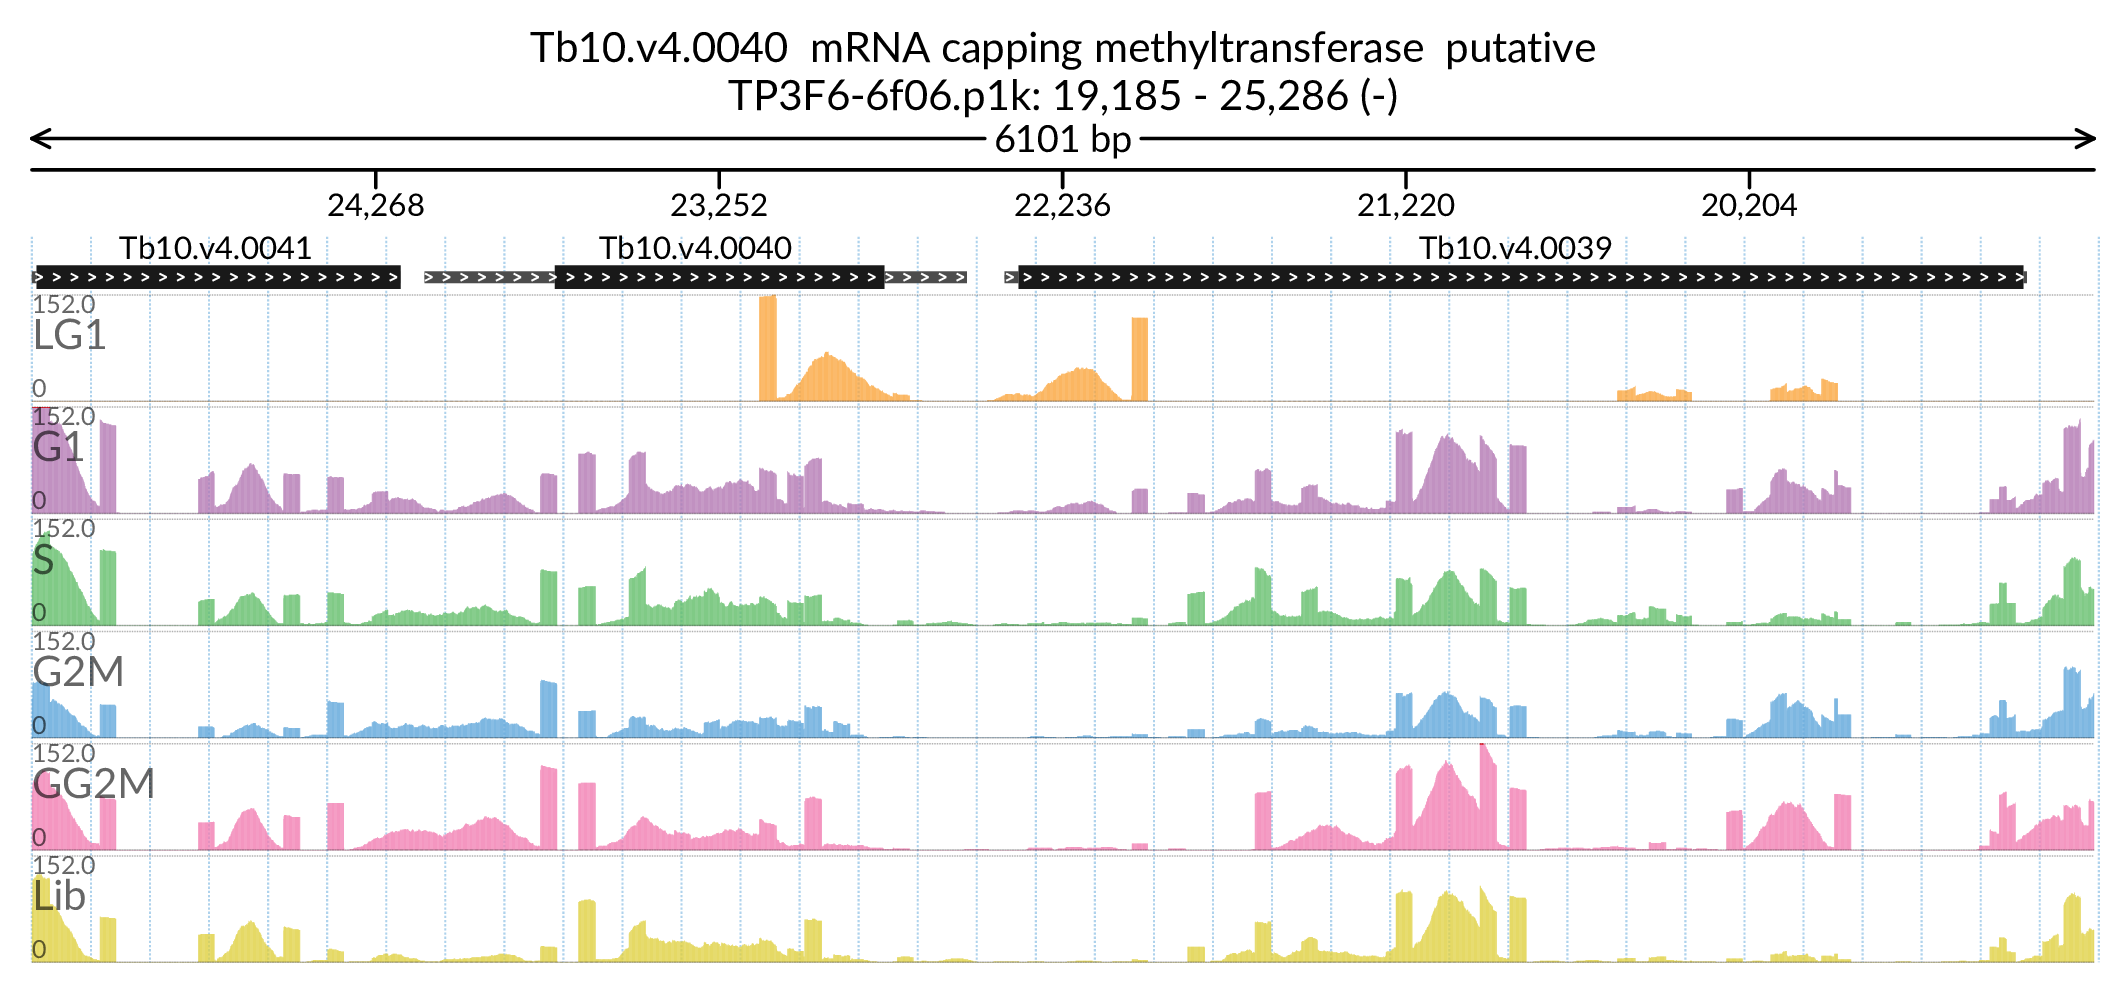 Tb10.v4.0040 mRNA capping methyltransferase putative
TP3F6-6f06.p1k: 19,185 - 25,286 (-)
6101 bp
24,268 23,252 22,236 21,220 20,204
Tb10.v4.0041 Tb10.v4.0040 Tb10.v4.0039
152.0
LG1
0
152.0
G1
0
152.0
S
0
152.0
G2M
0
152.0
GG2M
0
152.0
Lib
0